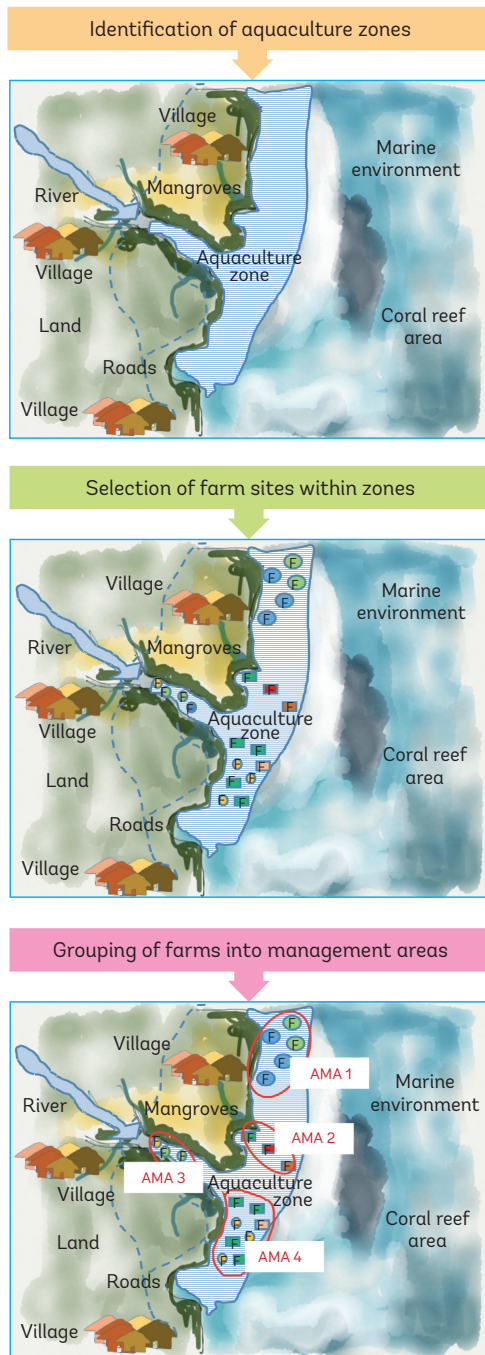 Identification of aquaculture zones
Village
Marine
environment
River
Mangroves
Aquaculture
zone
Village
Land
Coral reef
area
Roads
Village
Selection of farm sites within zones
Village
Marine
environment
River
Mangroves
F
F
F
F
F
F
F
F
F
F
F
F
Aquaculture
zone
Village
F
F
F
F
F
F
F
F
Land
Coral reef
area
Roads
Village
Grouping of farms into management areas
Village
F
F
F
F
F
AMA 1
Marine
environment
River
Mangroves
F
F
F
F
F
F
F
AMA 2
AMA 3
Aquaculture
zone
Village
F
F
F
F
F
F
F
F
Land
Coral reef
area
AMA 4
Roads
Village